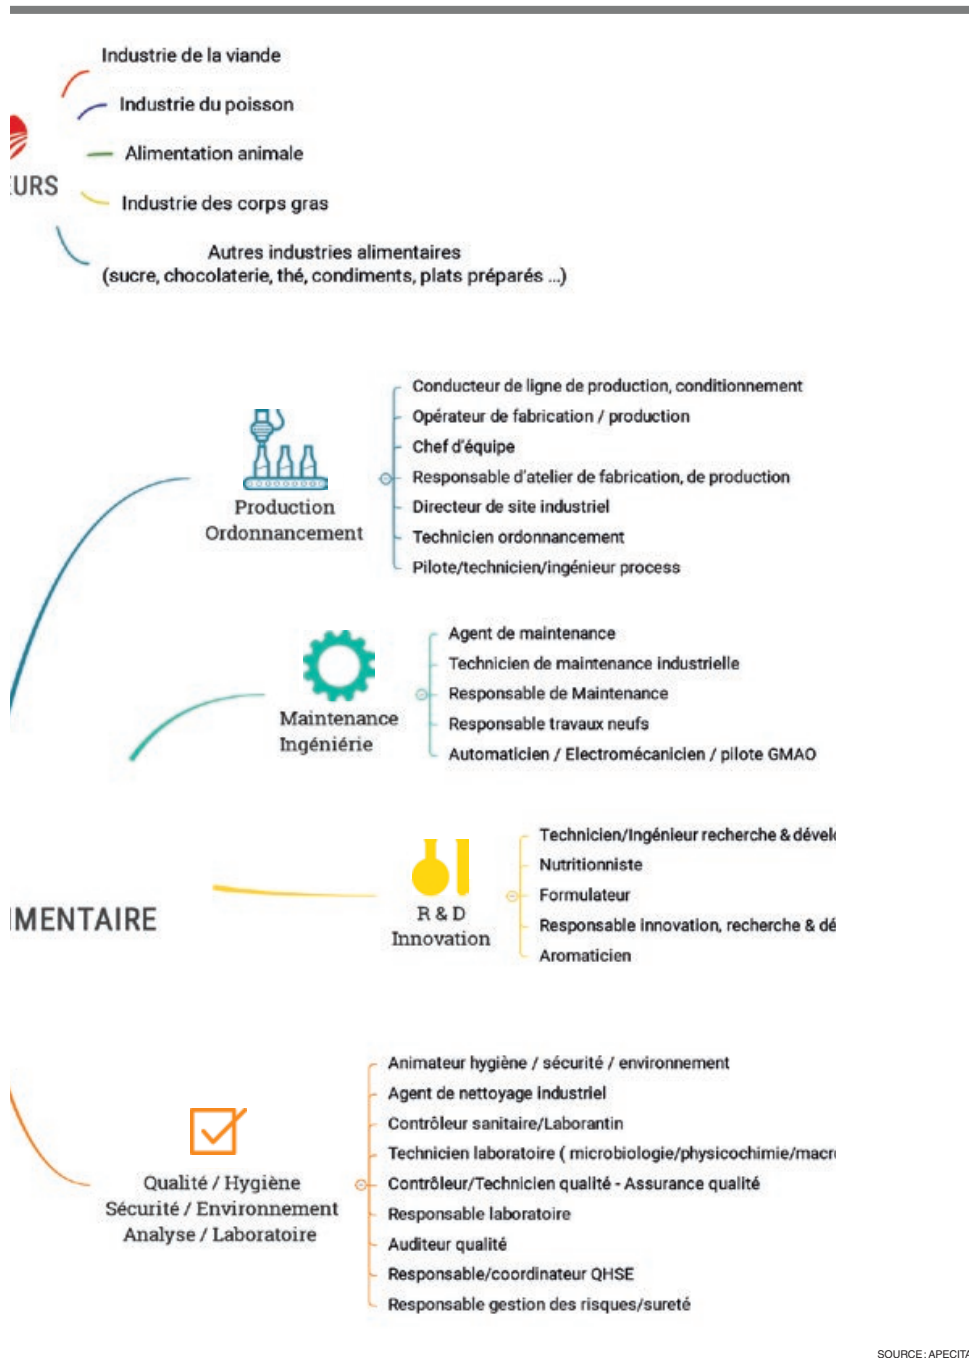 Industrie de la viande
Industrie du poisson
Alimentation animale
EURS
Industrie des corps gras
Autres industries alimentaires
(sucre, chocolaterie, thé, condiments, plats préparés ...)
Conducteur de ligne de production, conditionnement
Opérateur de fabrication / production
Chef d'équipe
Responsable d'atelier de fabrication, de production
Directeur de site industriel
Technicien ordonnancement
Pilote/technicien/ingénieur process
Production
Ordonnancement
Agent de maintenance
Technicien de maintenance industrielle
Responsable de Maintenance
Responsable travaux neufs
Automaticien / Electromécanicien / pilote GMAO
Maintenance
Ingéniérie
Technicien/Ingénieur recherche & dével
Nutritionniste
Formulateur
Responsable innovation, recherche & dé
Aromaticien
R & D
Innovation
IMENTAIRE
Animateur hygiène / sécurité / environnement
Agent de nettoyage industriel
Contrôleur sanitaire/Laborantin
Technicien laboratoire ( microbiologie/physicochimie/macr
Contrôleur/Technicien qualité - Assurance qualité
Responsable laboratoire
Auditeur qualité
Responsable/coordinateur QHSE
Responsable gestion des risques/sureté
Qualité / Hygiène
Sécurité / Environnement
Analyse / Laboratoire
SOURCE : APECITA